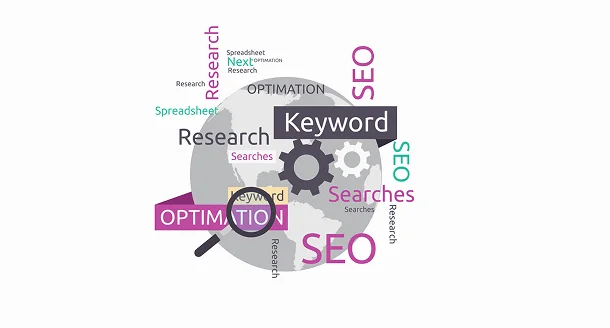 Research
Spreadsheet
Next
OPTIMATION
Research
SEO
Research
OPTIMATION
Spreadsheet
Keyword
Research
Searches
SEO
Keyword
Searches
Searches
Research
OPTIMATION
Research
SEO